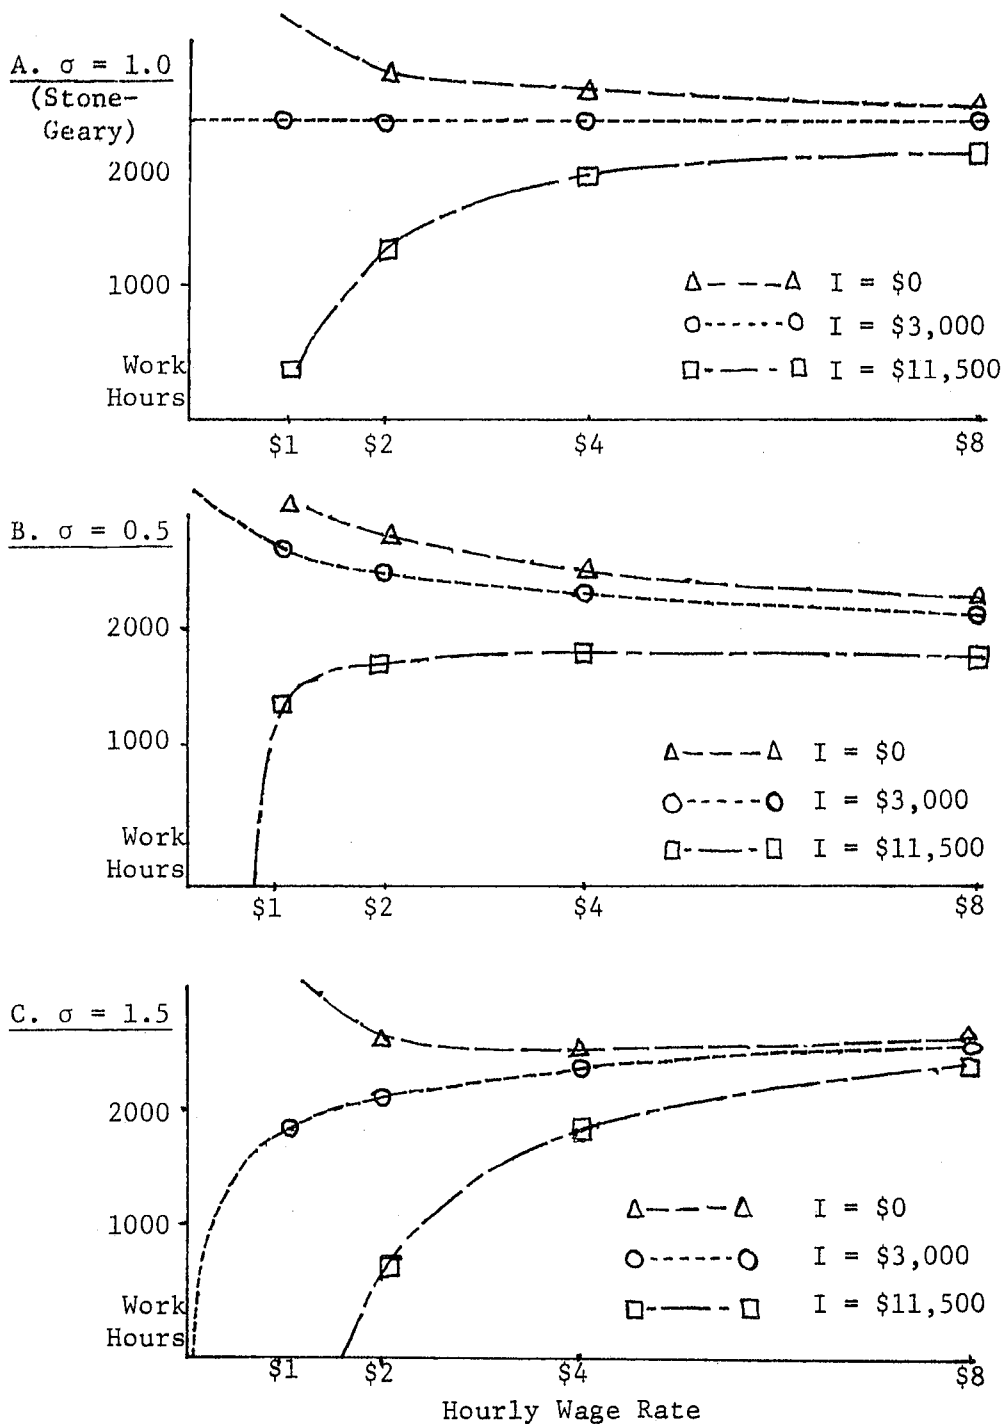 A. σ = 1.0
(Stone-
Geary)
2000
1000
Work
Hours
I = $0
I = $3,000
I = $11,500
$1 $2 $4 $8
B. σ = 0.5
2000
1000
Work
Hours
I = $0
I = $3,000
I = $11,500
$1 $2 $4 $8
C. σ = 1.5
2000
1000
Work
Hours
I = $0
I = $3,000
I = $11,500
$1 $2 $4 $8
Hourly Wage Rate